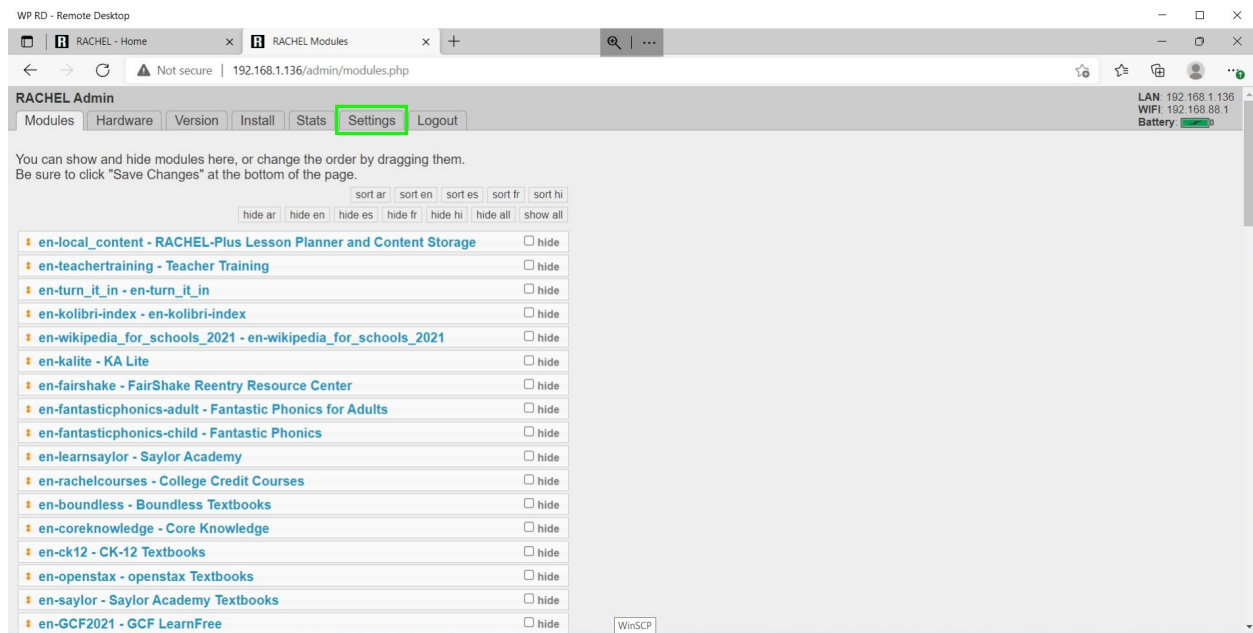 WP RD - Remote Desktop
RACHEL - Home
RACHEL Modules
Not secure | 192.168.1.136/admin/modules.php
RACHEL Admin
LAN: 192.168.1.136
WIFI: 192.168.88.1
Battery:
Modules Hardware Version Install Stats Settings Logout
You can show and hide modules here, or change the order by dragging them.
Be sure to click "Save Changes" at the bottom of the page.
sort ar sort en sort es sort fr sort hi
hide ar hide en hide es hide fr hide hi hide all show all
en-local_content - RACHEL-Plus Lesson Planner and Content Storage hide
en-teachertraining - Teacher Training hide
en-turn_it_in - en-turn_it_in hide
en-kolibri-index - en-kolibri-index hide
en-wikipedia_for_schools_2021 - en-wikipedia_for_schools_2021 hide
en-kalite - KA Lite hide
en-fairshake - FairShake Reentry Resource Center hide
en-fantasticphonics-adult - Fantastic Phonics for Adults hide
en-fantasticphonics-child - Fantastic Phonics hide
en-learnsaylor - Saylor Academy hide
en-rachelcourses - College Credit Courses hide
en-boundless - Boundless Textbooks hide
en-coreknowledge - Core Knowledge hide
en-ck12 - CK-12 Textbooks hide
en-openstax - openstax Textbooks hide
en-saylor - Saylor Academy Textbooks hide
en-GCF2021 - GCF LearnFree hide
WinSCP